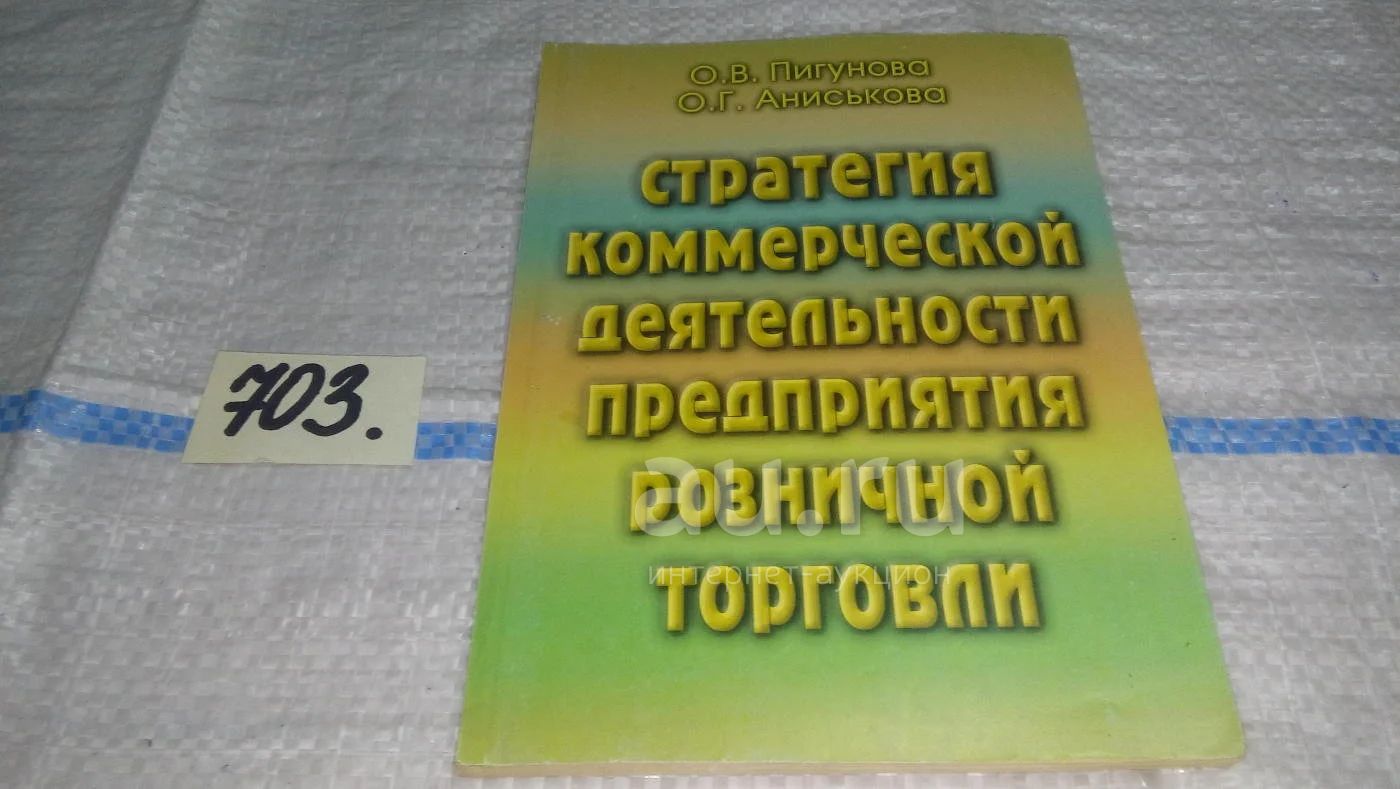 О.В. Пигунова
О.Г. Аниськова
стратегия
коммерческой
деятельности
предприятия
розничной
торговли
703.
au.ru
интернет-аукцион